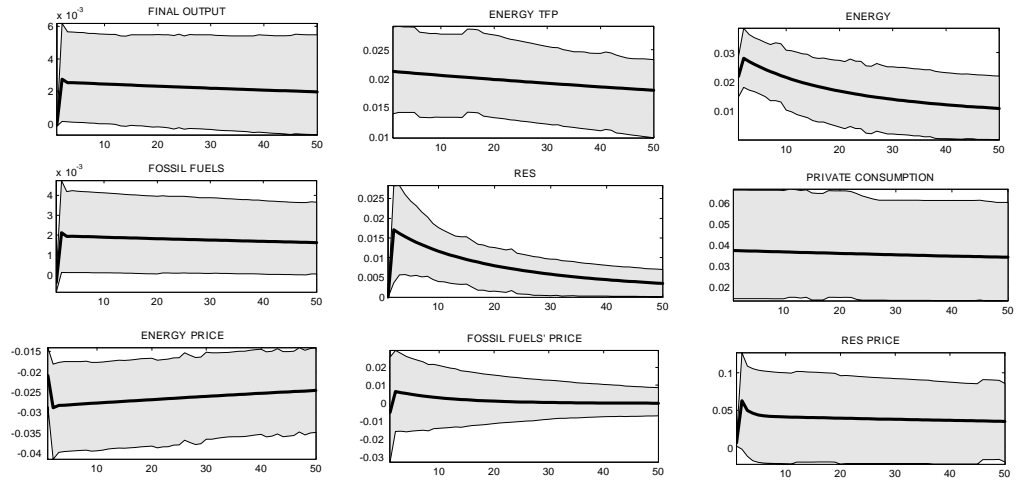 FINAL OUTPUT
x 10^-3
6
4
2
0
10 20 30 40 50
ENERGY TFP
0.025
0.02
0.015
0.01
10 20 30 40 50
ENERGY
0.03
0.02
0.01
10 20 30 40 50
FOSSIL FUELS
x 10^-3
4
3
2
1
0
10 20 30 40 50
RES
0.025
0.02
0.015
0.01
0.005
0
10 20 30 40 50
PRIVATE CONSUMPTION
0.06
0.05
0.04
0.03
0.02
10 20 30 40 50
ENERGY PRICE
-0.015
-0.02
-0.025
-0.03
-0.035
-0.04
10 20 30 40 50
FOSSIL FUELS' PRICE
0.02
0.01
0
-0.01
-0.02
-0.03
10 20 30 40 50
RES PRICE
0.1
0.05
0
10 20 30 40 50